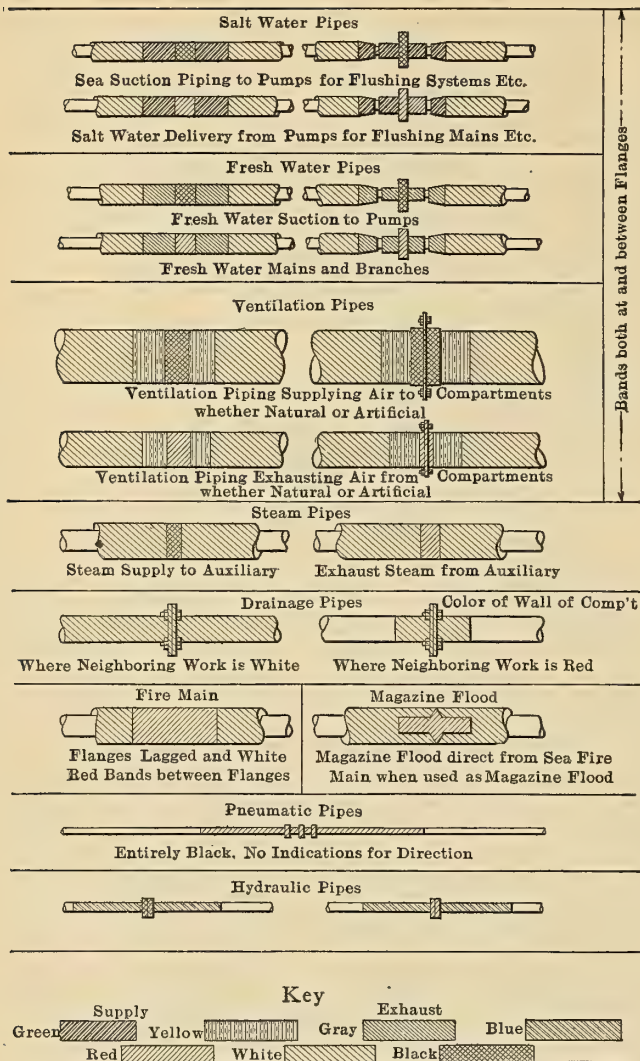 Salt Water Pipes
Sea Suction Piping to Pumps for Flushing Systems Etc.
Salt Water Delivery from Pumps for Flushing Mains Etc.
Fresh Water Pipes
Fresh Water Suction to Pumps
Fresh Water Mains and Branches
Ventilation Pipes
Ventilation Piping Supplying Air to Compartments
whether Natural or Artificial
Ventilation Piping Exhausting Air from Compartments
whether Natural or Artificial
Bands both at and between Flanges
Steam Pipes
Steam Supply to Auxiliary
Exhaust Steam from Auxiliary
Drainage Pipes
Color of Wall of Comp't
Where Neighboring Work is White
Where Neighboring Work is Red
Fire Main
Flanges Lagged and White
Red Bands between Flanges
Magazine Flood
Magazine Flood direct from Sea Fire
Main when used as Magazine Flood
Pneumatic Pipes
Entirely Black, No Indications for Direction
Hydraulic Pipes
Key
Supply Exhaust
Green Yellow Gray Blue
Red White Black